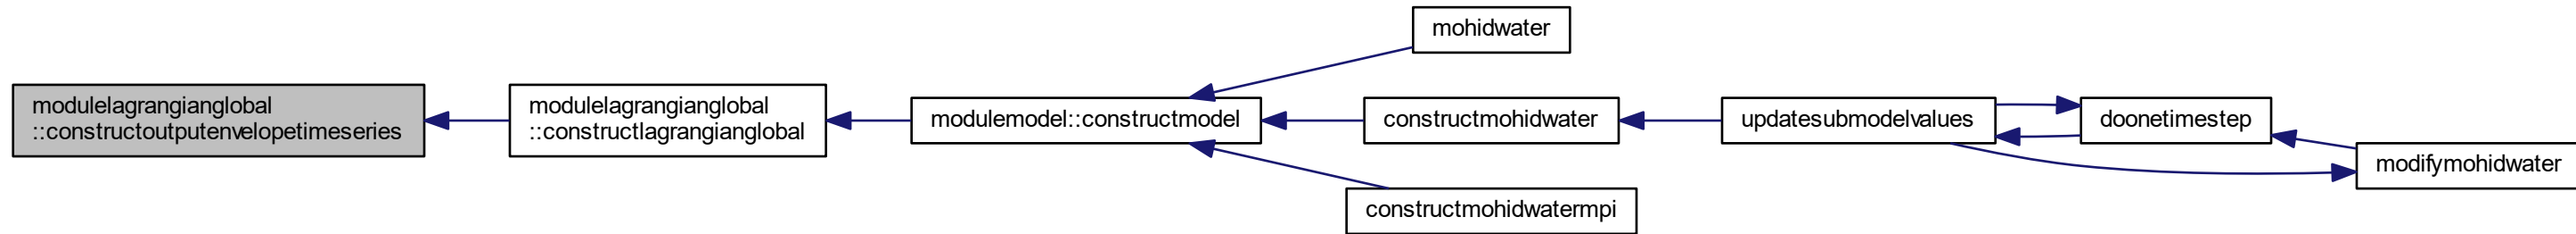 modulelagrangianglobal
::constructoutputenvelopetimeseries
modulelagrangianglobal
::constructlagrangianglobal
modulemodel::constructmodel
mohidwater
constructmohidwater
constructmohidwatermpi
updatesubmodelvalues
doonetimestep
modifymohidwater